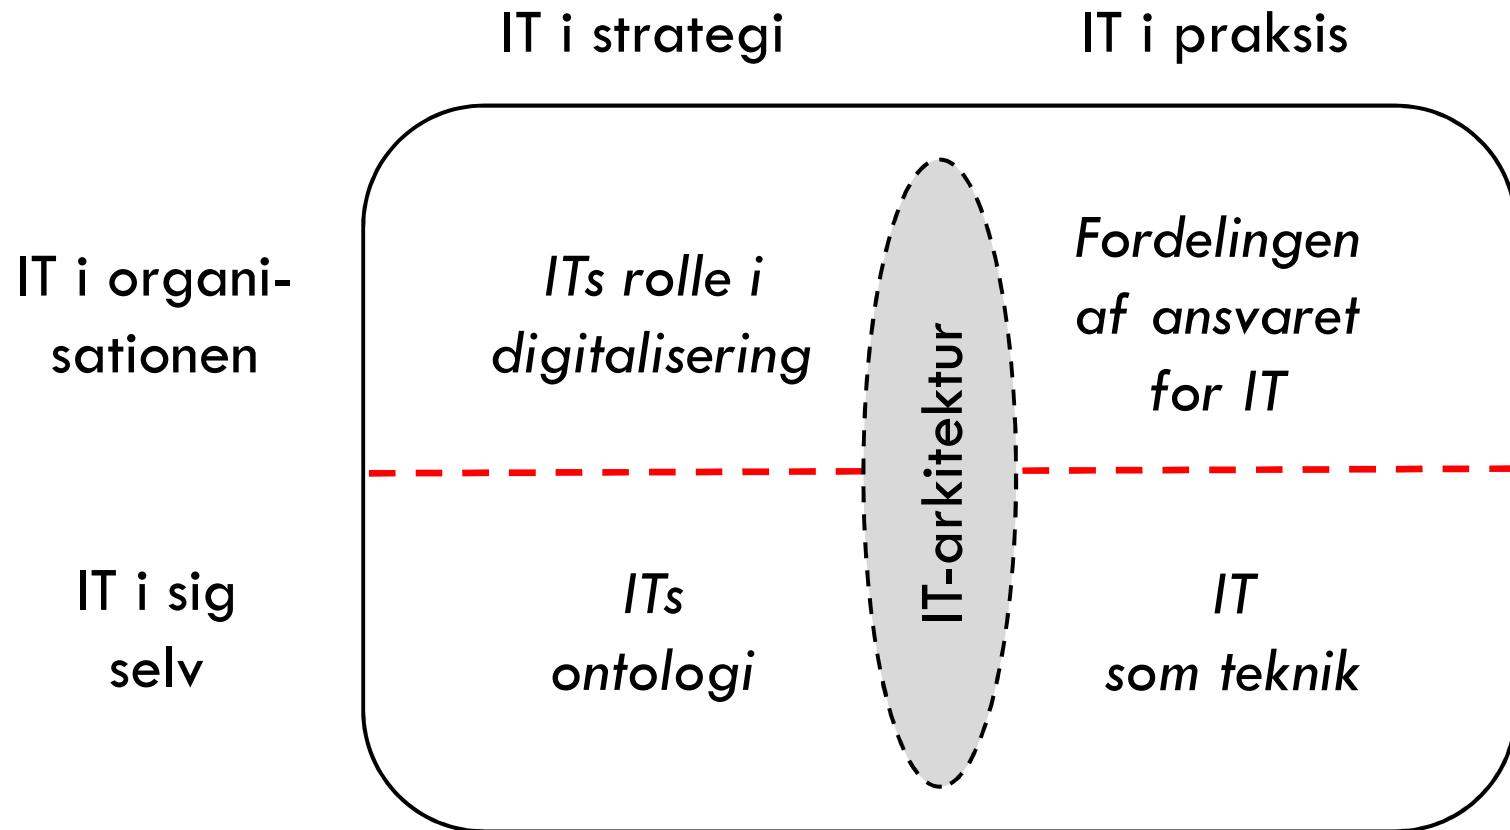 IT i strategi
IT i praksis
IT i organi-
sationen
ITs rolle i
digitalisering
IT-arkitektur
Fordelingen
af ansvaret
for IT
IT i sig
selv
ITs
ontologi
IT
som teknik